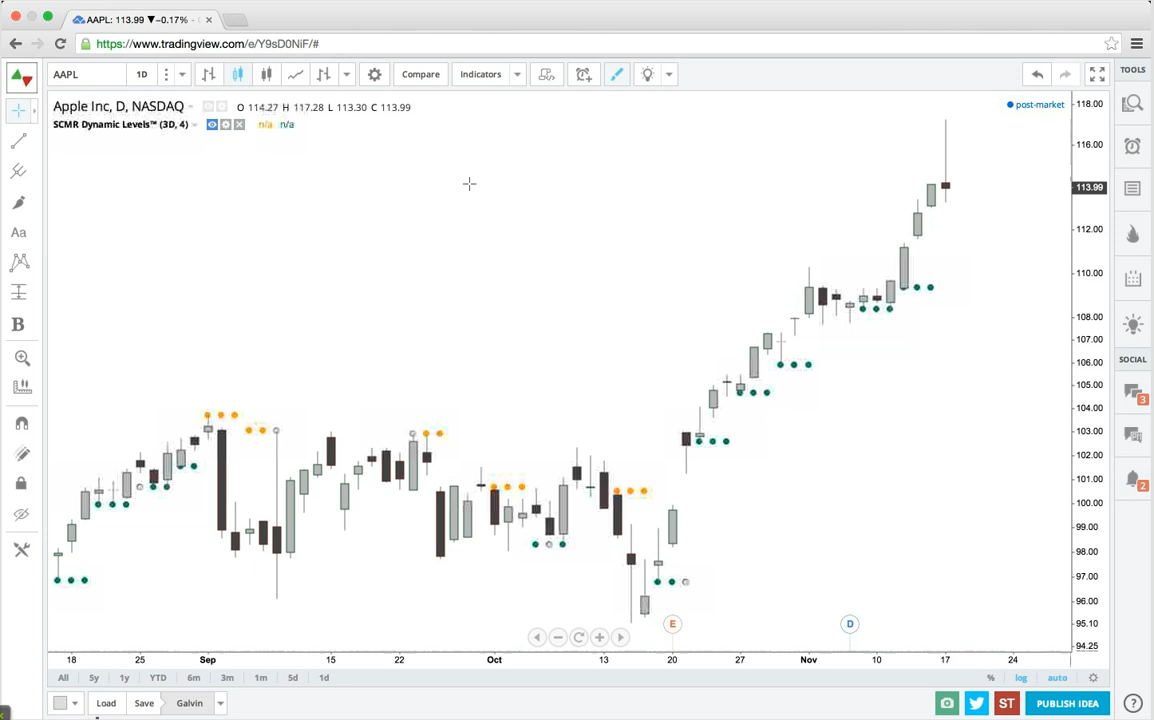 AAPL: 113.99 ▼−0.17% -
https://www.tradingview.com/e/Y9sD0NiF/#
AAPL 1D Compare Indicators
TOOLS
Apple Inc, D, NASDAQ O 114.27 H 117.28 L 113.30 C 113.99
post-market
SCMR Dynamic Levels™ (3D, 4) n/a n/a
118.00
116.00
113.99
112.00
110.00
108.00
107.00
106.00
105.00
104.00
103.00
102.00
101.00
100.00
99.00
98.00
97.00
96.00
95.10
94.25
Aa
B
SOCIAL
3
2
E
D
18 25 Sep 15 22 Oct 13 20 27 Nov 10 17 24
All 5y 1y YTD 6m 3m 1m 5d 1d % log auto
Load Save Galvin ST PUBLISH IDEA ?